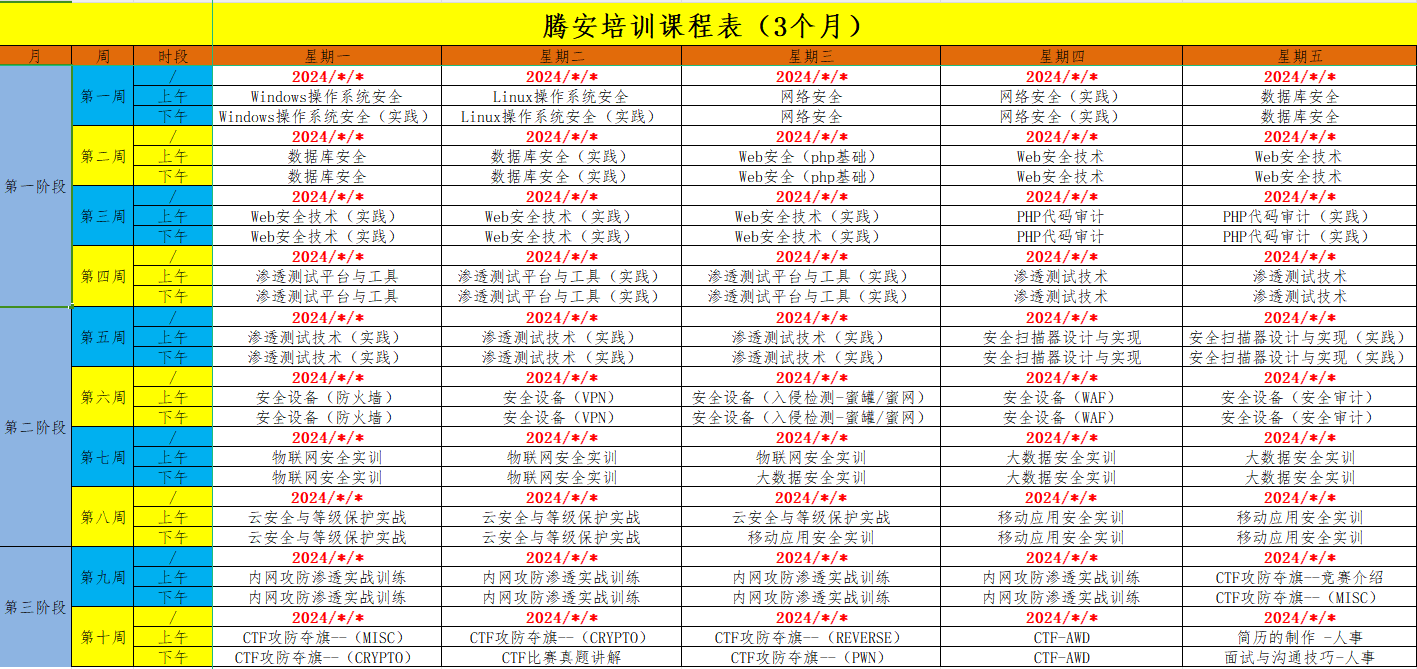 腾安培训课程表（3个月）
月 周 时段 星期一 星期二 星期三 星期四 星期五
第一阶段
第一周
/ 2024/*/* 2024/*/* 2024/*/* 2024/*/* 2024/*/*
上午 Windows操作系统安全 Linux操作系统安全 网络安全 网络安全（实践） 数据库安全
下午 Windows操作系统安全（实践） Linux操作系统安全（实践） 网络安全 网络安全（实践） 数据库安全
第二周
/ 2024/*/* 2024/*/* 2024/*/* 2024/*/* 2024/*/*
上午 数据库安全 数据库安全（实践） Web安全（php基础） Web安全技术 Web安全技术
下午 数据库安全 数据库安全（实践） Web安全（php基础） Web安全技术 Web安全技术
第三周
/ 2024/*/* 2024/*/* 2024/*/* 2024/*/* 2024/*/*
上午 Web安全技术（实践） Web安全技术（实践） Web安全技术（实践） PHP代码审计 PHP代码审计（实践）
下午 Web安全技术（实践） Web安全技术（实践） Web安全技术（实践） PHP代码审计 PHP代码审计（实践）
第四周
/ 2024/*/* 2024/*/* 2024/*/* 2024/*/* 2024/*/*
上午 渗透测试平台与工具 渗透测试平台与工具（实践） 渗透测试平台与工具（实践） 渗透测试技术 渗透测试技术
下午 渗透测试平台与工具 渗透测试平台与工具（实践） 渗透测试平台与工具（实践） 渗透测试技术 渗透测试技术
第二阶段
第五周
/ 2024/*/* 2024/*/* 2024/*/* 2024/*/* 2024/*/*
上午 渗透测试技术（实践） 渗透测试技术（实践） 渗透测试技术（实践） 安全扫描器设计与实现 安全扫描器设计与实现（实践）
下午 渗透测试技术（实践） 渗透测试技术（实践） 渗透测试技术（实践） 安全扫描器设计与实现 安全扫描器设计与实现（实践）
第六周
/ 2024/*/* 2024/*/* 2024/*/* 2024/*/* 2024/*/*
上午 安全设备（防火墙） 安全设备（VPN） 安全设备（入侵检测-蜜罐/蜜网） 安全设备（WAF） 安全设备（安全审计）
下午 安全设备（防火墙） 安全设备（VPN） 安全设备（入侵检测-蜜罐/蜜网） 安全设备（WAF） 安全设备（安全审计）
第七周
/ 2024/*/* 2024/*/* 2024/*/* 2024/*/* 2024/*/*
上午 物联网安全实训 物联网安全实训 物联网安全实训 大数据安全实训 大数据安全实训
下午 物联网安全实训 物联网安全实训 大数据安全实训 大数据安全实训 大数据安全实训
第八周
/ 2024/*/* 2024/*/* 2024/*/* 2024/*/* 2024/*/*
上午 云安全与等级保护实战 云安全与等级保护实战 云安全与等级保护实战 移动应用安全实训 移动应用安全实训
下午 云安全与等级保护实战 云安全与等级保护实战 移动应用安全实训 移动应用安全实训 移动应用安全实训
第三阶段
第九周
/ 2024/*/* 2024/*/* 2024/*/* 2024/*/* 2024/*/*
上午 内网攻防渗透实战训练 内网攻防渗透实战训练 内网攻防渗透实战训练 内网攻防渗透实战训练 CTF攻防夺旗--竞赛介绍
下午 内网攻防渗透实战训练 内网攻防渗透实战训练 内网攻防渗透实战训练 内网攻防渗透实战训练 CTF攻防夺旗--（MISC）
第十周
/ 2024/*/* 2024/*/* 2024/*/* 2024/*/* 2024/*/*
上午 CTF攻防夺旗--（MISC） CTF攻防夺旗--（CRYPTO） CTF攻防夺旗--（REVERSE） CTF-AWD 简历的制作 -人事
下午 CTF攻防夺旗--（CRYPTO） CTF比赛真题讲解 CTF攻防夺旗--（PWN） CTF-AWD 面试与沟通技巧-人事